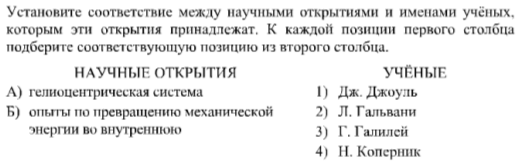 Установите соответствие между научными открытиями и именами учёных,
которым эти открытия принадлежат. К каждой позиции первого столбца
подберите соответствующую позицию из второго столбца.
НАУЧНЫЕ ОТКРЫТИЯ УЧЁНЫЕ
А) гелиоцентрическая система 1) Дж. Джоуль
Б) опыты по превращению механической 2) Л. Гальвани
энергии во внутреннюю 3) Г. Галилей
4) Н. Коперник